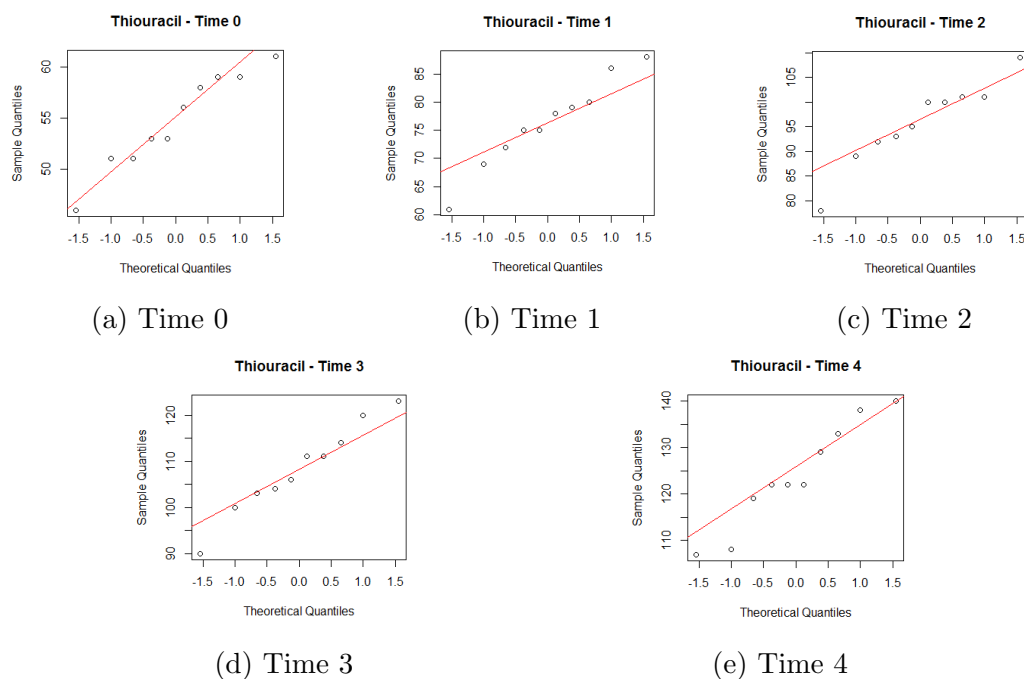 Thiouracil - Time 0
Sample Quantiles
60
55
50
-1.5 -1.0 -0.5 0.0 0.5 1.0 1.5
Theoretical Quantiles
(a) Time 0
Thiouracil - Time 1
Sample Quantiles
85
80
75
70
65
60
-1.5 -1.0 -0.5 0.0 0.5 1.0 1.5
Theoretical Quantiles
(b) Time 1
Thiouracil - Time 2
Sample Quantiles
105
95
90
85
80
-1.5 -1.0 -0.5 0.0 0.5 1.0 1.5
Theoretical Quantiles
(c) Time 2
Thiouracil - Time 3
Sample Quantiles
120
110
100
90
-1.5 -1.0 -0.5 0.0 0.5 1.0 1.5
Theoretical Quantiles
(d) Time 3
Thiouracil - Time 4
Sample Quantiles
140
130
120
110
-1.5 -1.0 -0.5 0.0 0.5 1.0 1.5
Theoretical Quantiles
(e) Time 4